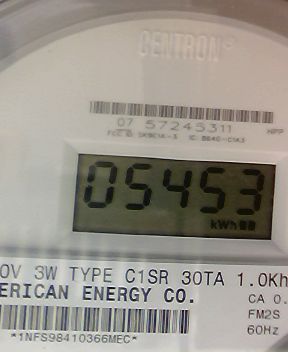 CENTRON®
07 57245311
HPP
05453
kWh
0V 3W TYPE C1SR 30TA 1.0Kh
ERICAN ENERGY CO.
CA 0.
FM2S
60Hz
*1NFS98410366MEC*